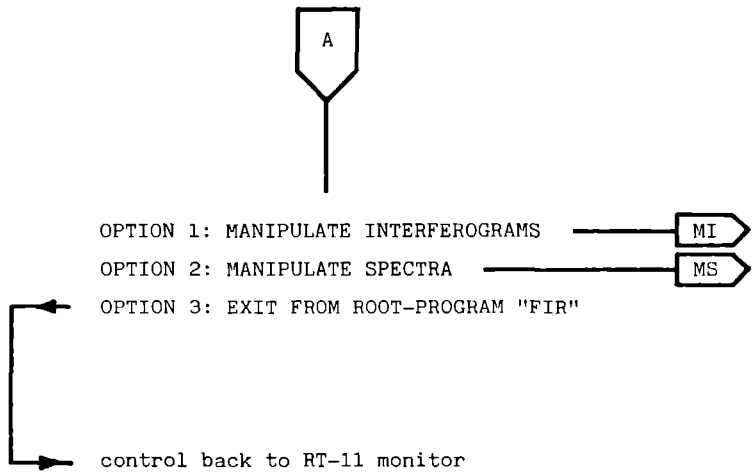 A
OPTION 1: MANIPULATE INTERFEROGRAMS MI
OPTION 2: MANIPULATE SPECTRA MS
OPTION 3: EXIT FROM ROOT-PROGRAM "FIR"
control back to RT-11 monitor